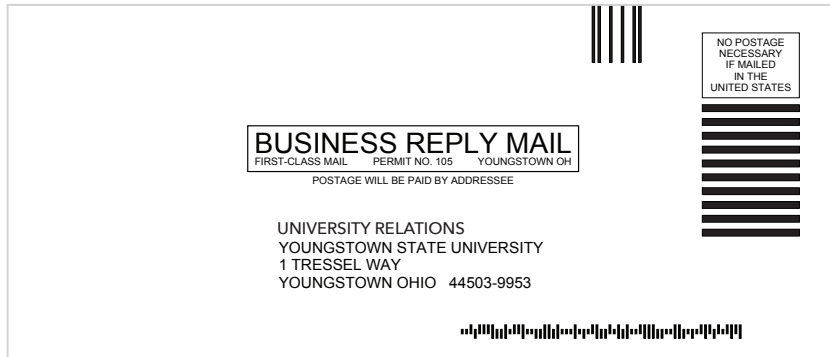 NO POSTAGE
NECESSARY
IF MAILED
IN THE
UNITED STATES
BUSINESS REPLY MAIL
FIRST-CLASS MAIL PERMIT NO. 105 YOUNGSTOWN OH
POSTAGE WILL BE PAID BY ADDRESSEE
UNIVERSITY RELATIONS
YOUNGSTOWN STATE UNIVERSITY
1 TRESSEL WAY
YOUNGSTOWN OHIO 44503-9953